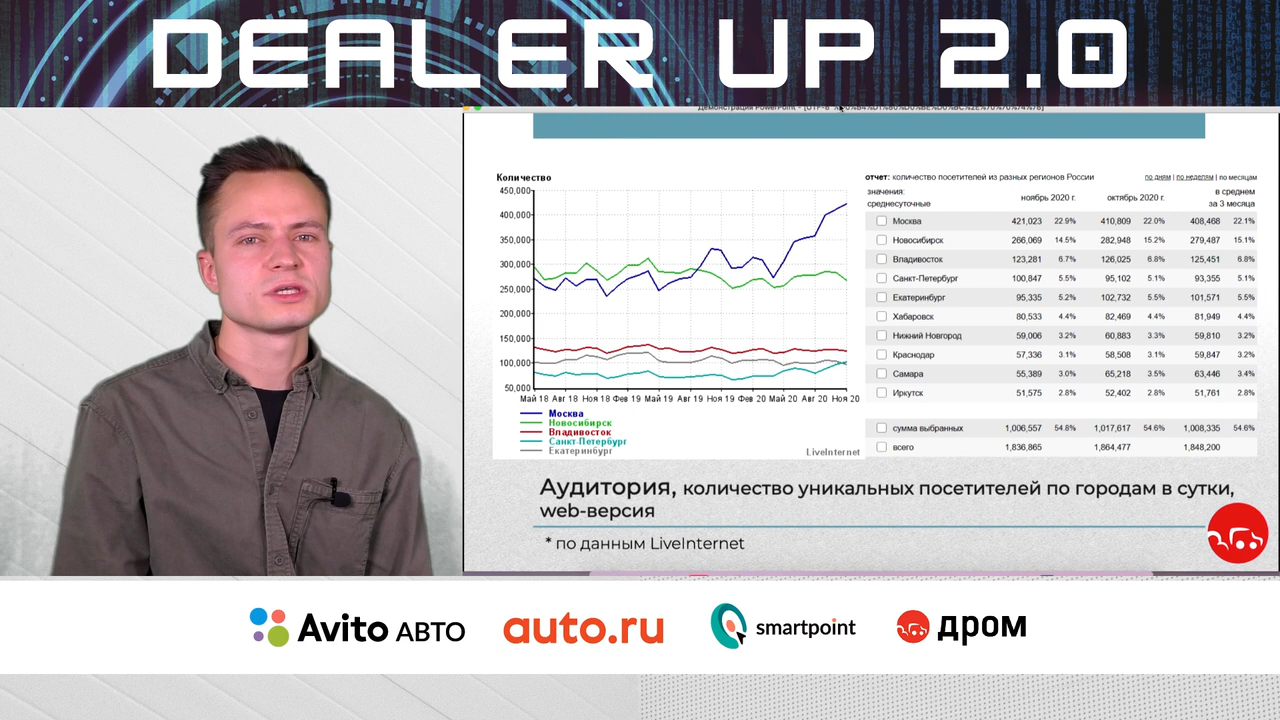 DEALER UP 2.0
Количество
450,000
400,000
350,000
300,000
250,000
200,000
150,000
100,000
50,000
Май 18 Авг 18 Ноя 18 Фев 19 Май 19 Авг 19 Ноя 19 Фев 20 Май 20 Авг 20 Ноя 20
Москва
Новосибирск
Владивосток
Санкт-Петербург
Екатеринбург
LiveInternet
отчет: количество посетителей из разных регионов России по дням | по неделям | по месяцам
значения: среднесуточные ноябрь 2020 г. октябрь 2020 г. в среднем за 3 месяца
Москва 421,023 22.9% 410,809 22.0% 408,468 22.1%
Новосибирск 266,069 14.5% 282,948 15.2% 279,487 15.1%
Владивосток 123,281 6.7% 126,025 6.8% 125,451 6.8%
Санкт-Петербург 100,847 5.5% 95,102 5.1% 93,355 5.1%
Екатеринбург 95,335 5.2% 102,732 5.5% 101,571 5.5%
Хабаровск 80,533 4.4% 82,469 4.4% 81,949 4.4%
Нижний Новгород 59,006 3.2% 60,883 3.3% 59,810 3.2%
Краснодар 57,336 3.1% 58,508 3.1% 59,847 3.2%
Самара 55,389 3.0% 65,218 3.5% 63,446 3.4%
Иркутск 51,575 2.8% 52,402 2.8% 51,761 2.8%
сумма выбранных 1,006,557 54.8% 1,017,617 54.6% 1,008,335 54.6%
всего 1,836,865 1,864,477 1,848,200
Аудитория, количество уникальных посетителей по городам в сутки,
web-версия
* по данным LiveInternet
Avito АВТО auto.ru smartpoint дром